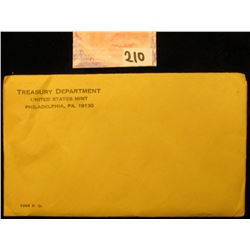 210
TREASURY DEPARTMENT
UNITED STATES MINT
PHILADELPHIA, PA. 19130